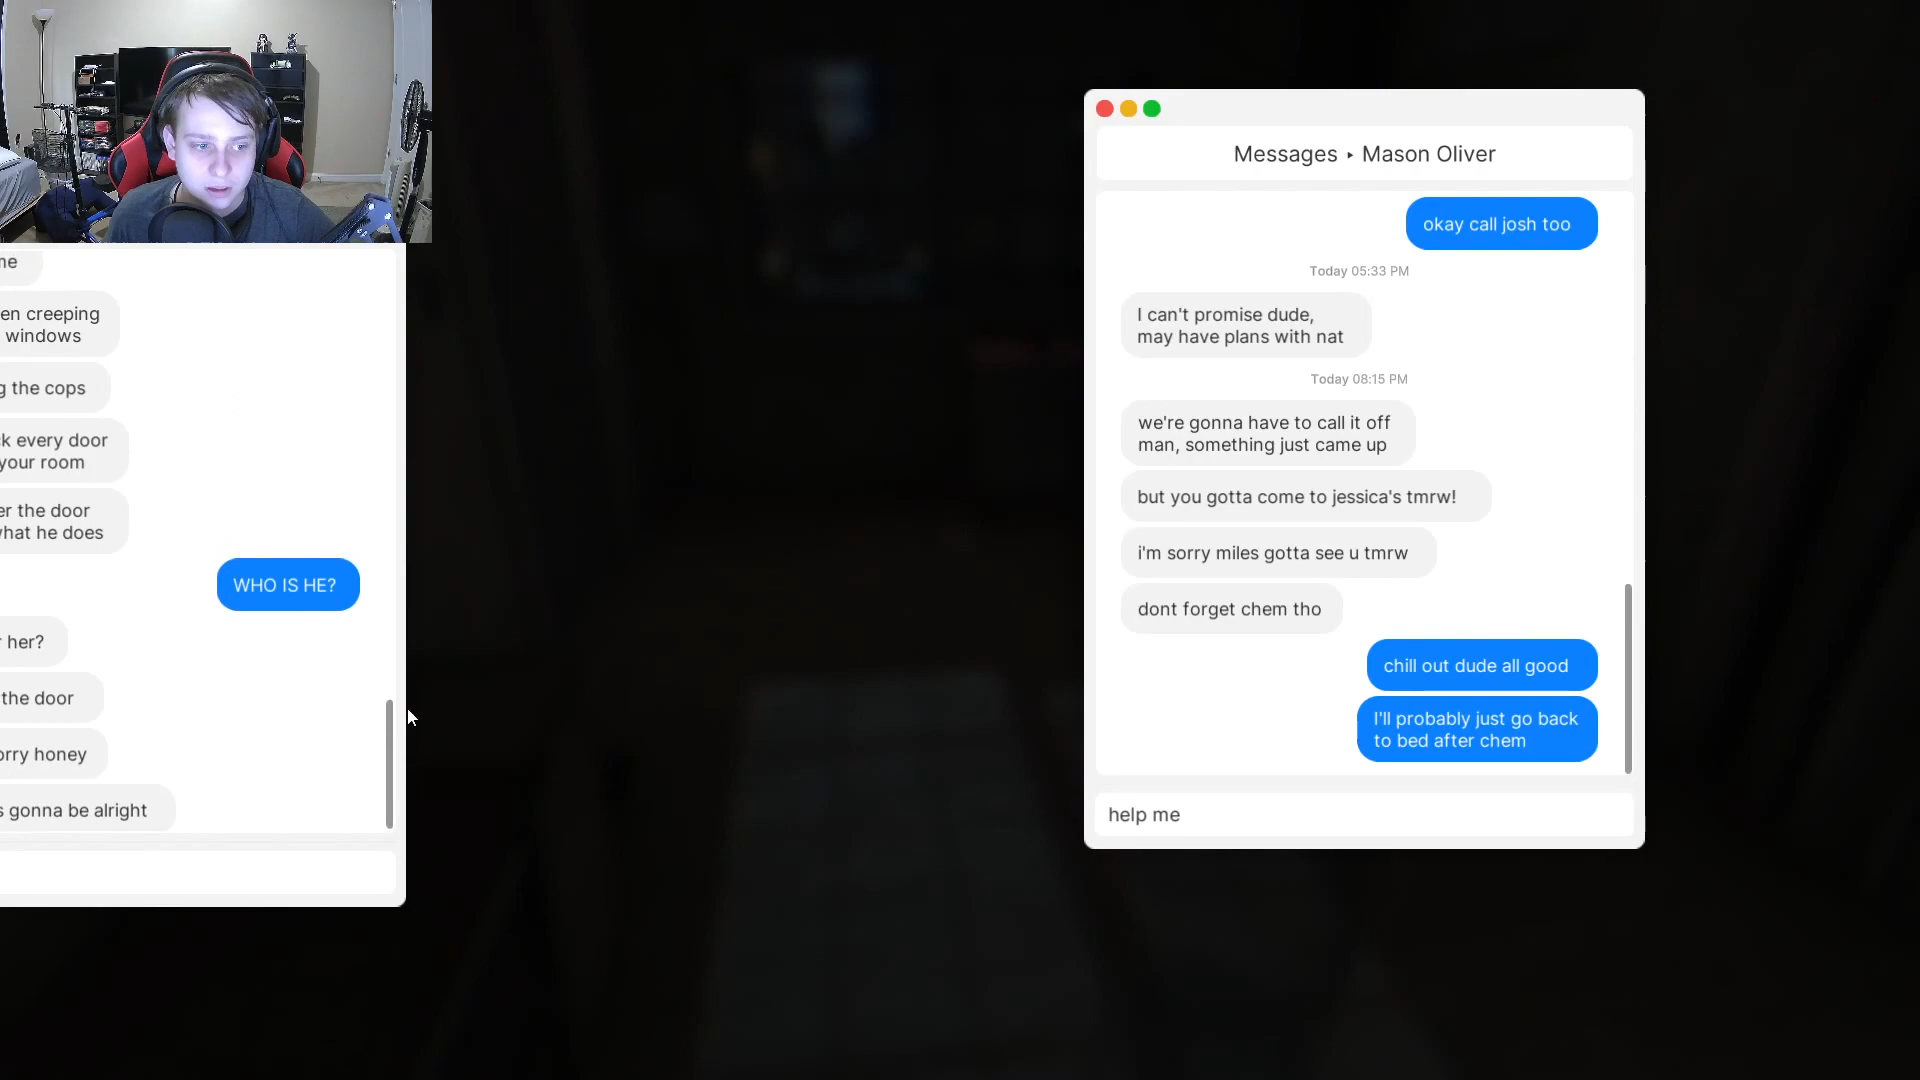 me
en creeping
windows
g the cops
k every door
your room
er the door
what he does
WHO IS HE?
r her?
the door
orry honey
s gonna be alright
Messages ▸ Mason Oliver
okay call josh too
Today 05:33 PM
I can't promise dude,
may have plans with nat
Today 08:15 PM
we're gonna have to call it off
man, something just came up
but you gotta come to jessica's tmrw!
i'm sorry miles gotta see u tmrw
dont forget chem tho
chill out dude all good
I'll probably just go back
to bed after chem
help me